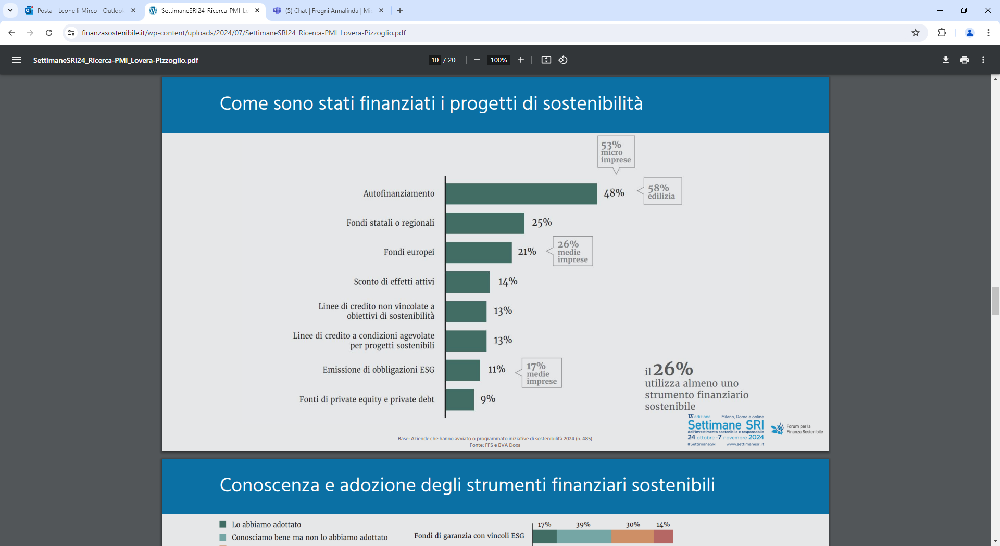 Posta - Leonelli Mirco - Outlook
SettimaneSRI24_Ricerca-PMI_Lo
(5) Chat | Fregni Annalinda | Mi
finanzasostenibile.it/wp-content/uploads/2024/07/SettimaneSRI24_Ricerca-PMI_Lovera-Pizzoglio.pdf
SettimaneSRI24_Ricerca-PMI_Lovera-Pizzoglio.pdf
10 / 20
100%
Come sono stati finanziati i progetti di sostenibilità
53%
micro
imprese
Autofinanziamento
48%
58%
edilizia
Fondi statali o regionali
25%
Fondi europei
21%
26%
medie
imprese
Sconto di effetti attivi
14%
Linee di credito non vincolate a
obiettivi di sostenibilità
13%
Linee di credito a condizioni agevolate
per progetti sostenibili
13%
Emissione di obbligazioni ESG
11%
17%
medie
imprese
Fonti di private equity e private debt
9%
il 26%
utilizza almeno uno
strumento finanziario
sostenibile
13°edizione Milano, Roma e online
Settimane SRI
dell'investimento sostenibile e responsabile
24 ottobre -7 novembre 2024
#SettimaneSRI www.settimanesri.it
Forum per la
Finanza Sostenibile
Base: Aziende che hanno avviato o programmato iniziative di sostenibilità 2024 (n. 485)
Fonte: FFS e BVA Doxa
Conoscenza e adozione degli strumenti finanziari sostenibili
Lo abbiamo adottato
Conosciamo bene ma non lo abbiamo adottato
17% 39% 30% 14%
Fondi di garanzia con vincoli ESG